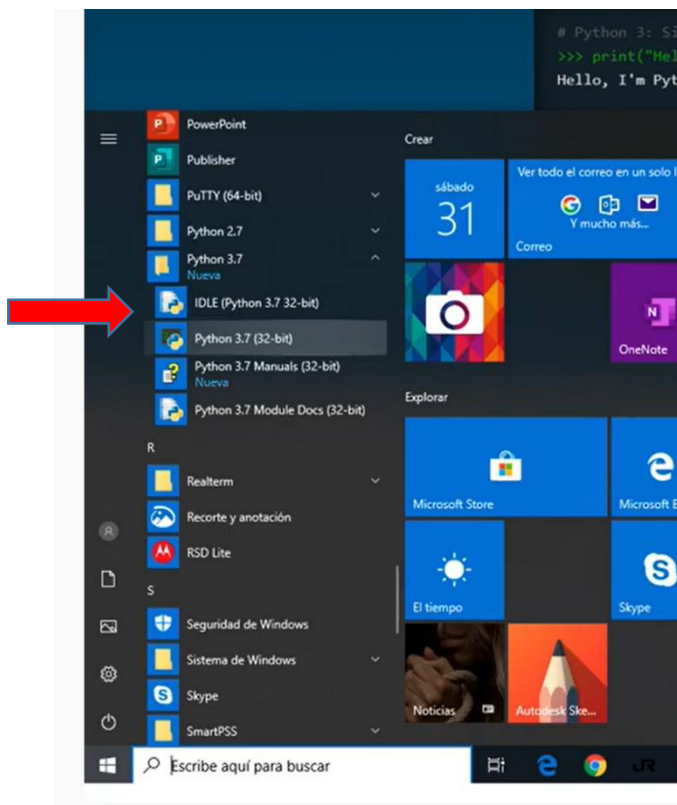 # Python 3: Si
>>> print("Hel
Hello, I'm Pyt
PowerPoint
Publisher
PuTTY (64-bit)
Python 2.7
Python 3.7
Nueva
IDLE (Python 3.7 32-bit)
Python 3.7 (32-bit)
Python 3.7 Manuals (32-bit)
Nueva
Python 3.7 Module Docs (32-bit)
R
Realterm
Recorte y anotación
RSD Lite
S
Seguridad de Windows
Sistema de Windows
Skype
SmartPSS
Crear
sábado
31
Ver todo el correo en un solo l
Y mucho más...
Correo
OneNote
Explorar
Microsoft Store
Microsoft E
El tiempo
Skype
Noticias
Autodesk Ske...
Escribe aquí para buscar